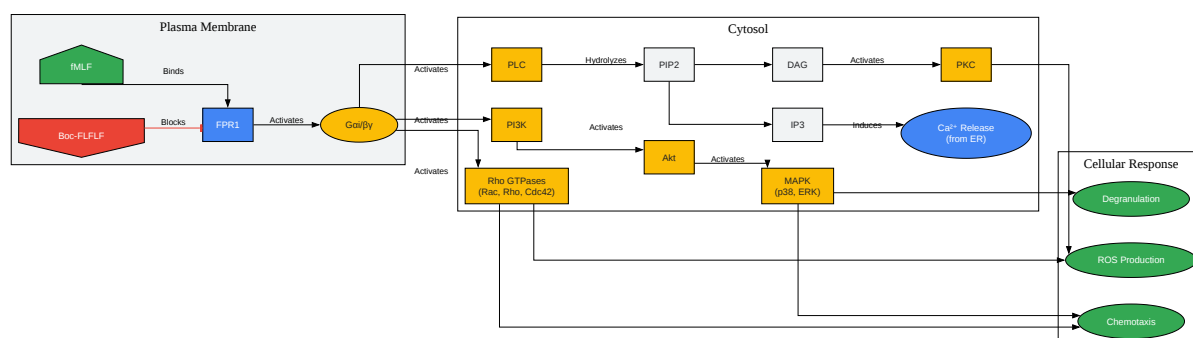 Plasma Membrane
fMLF
Binds
Boc-FLFLF
Blocks
FPR1
Activates
Gαi/βγ
Cytosol
Activates
PLC
Hydrolyzes
PIP2
DAG
Activates
PKC
Activates
PI3K
Activates
IP3
Induces
Ca²⁺ Release
(from ER)
Akt
Activates
Activates
Rho GTPases
(Rac, Rho, Cdc42)
MAPK
(p38, ERK)
Cellular Response
Degranulation
ROS Production
Chemotaxis